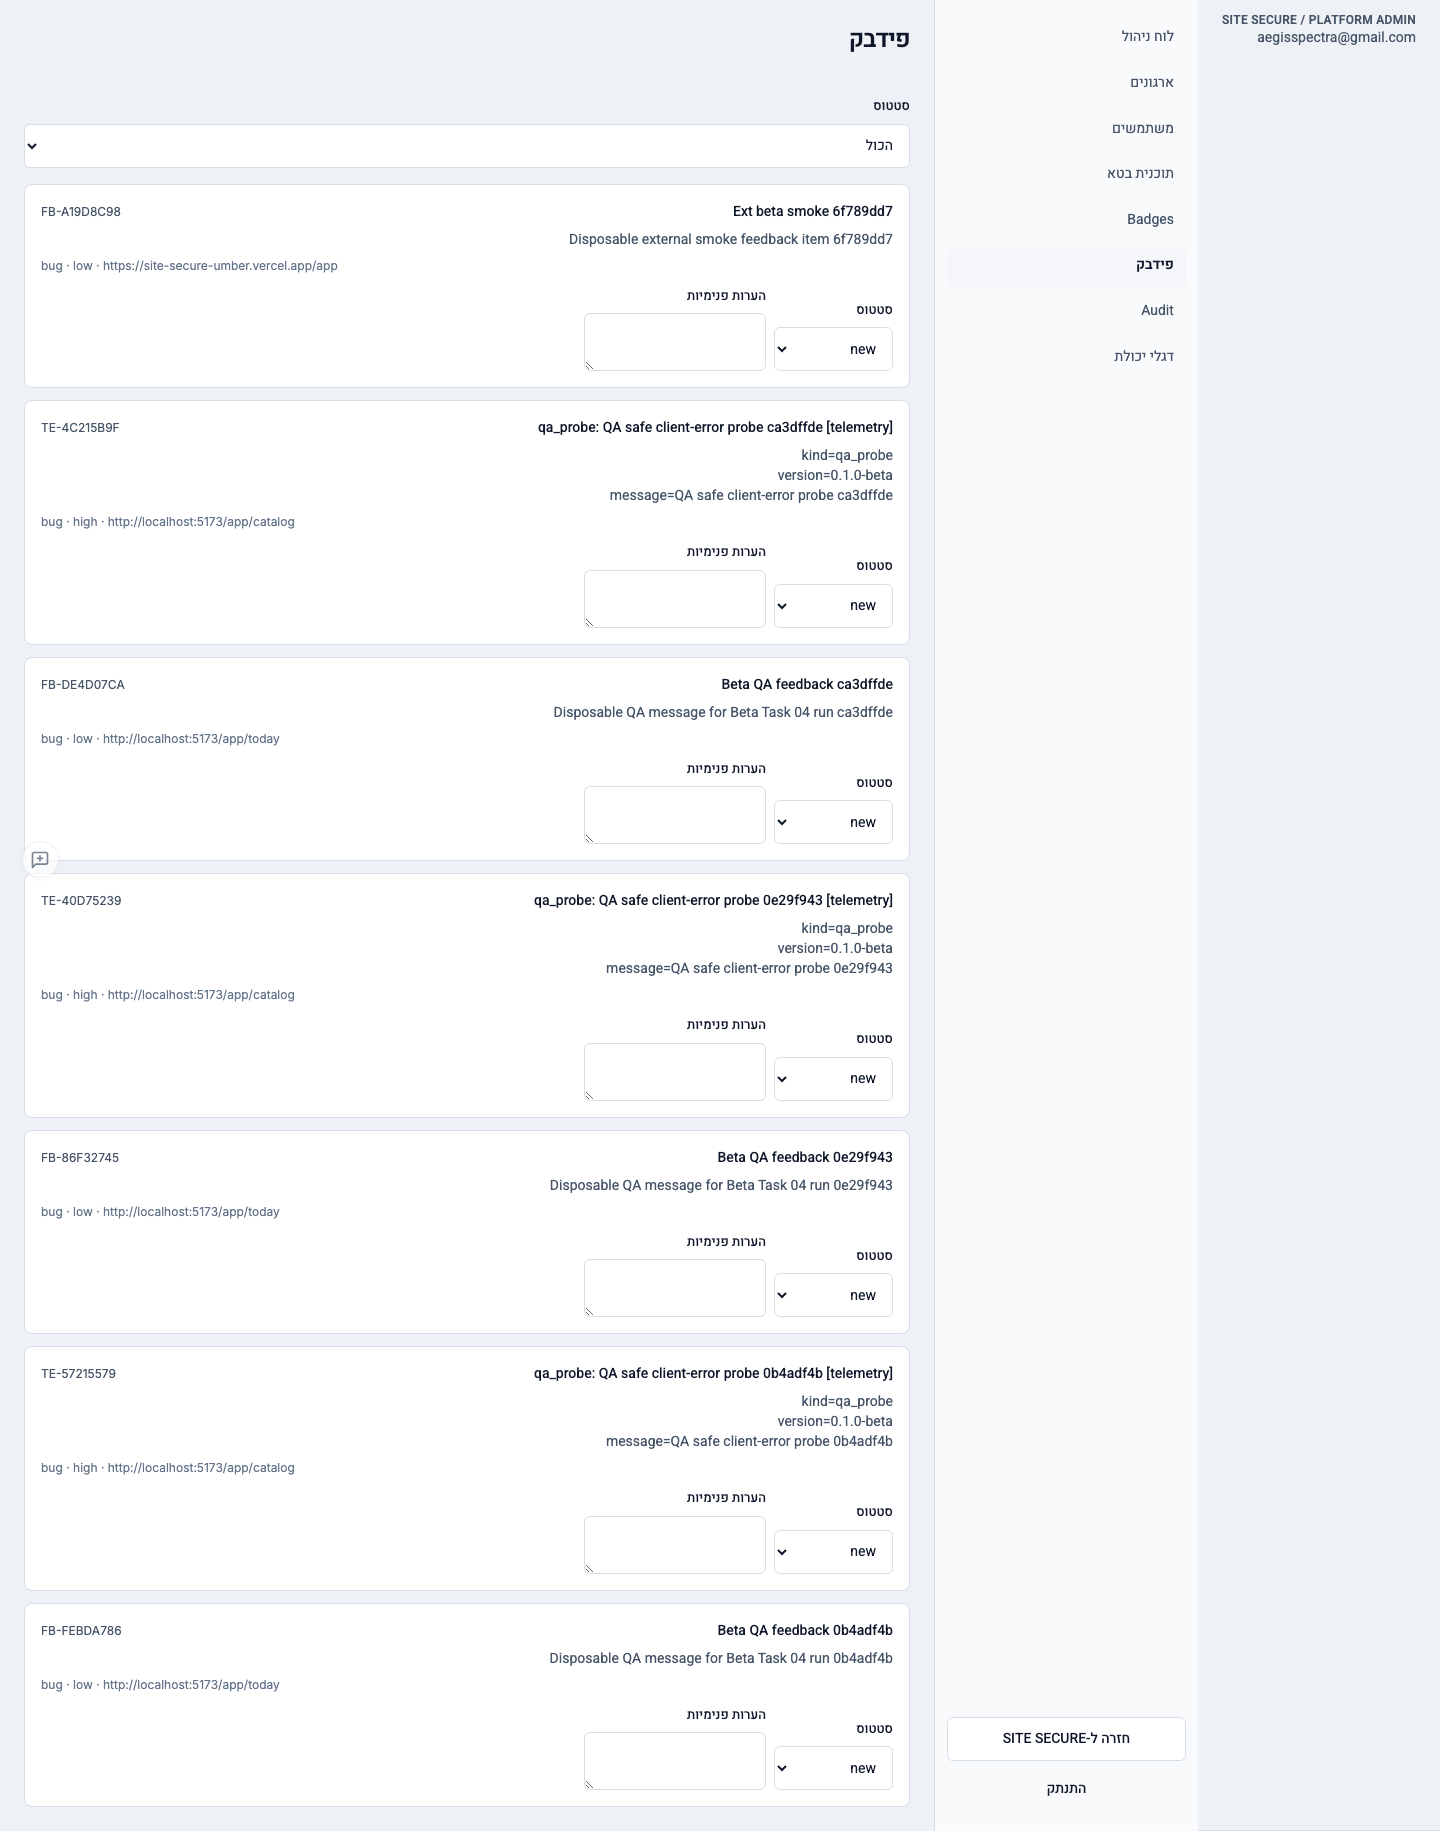 SITE SECURE / PLATFORM ADMIN
aegisspectra@gmail.com
לוח ניהול
ארגונים
משתמשים
תוכנית בטא
Badges
פידבק
Audit
דגלי יכולת
חזרה ל-SITE SECURE
התנתק
פידבק
סטטוס
הכול
Ext beta smoke 6f789dd7
FB-A19D8C98
Disposable external smoke feedback item 6f789dd7
bug · low · https://site-secure-umber.vercel.app/app
סטטוס
new
הערות פנימיות
qa_probe: QA safe client-error probe ca3dffde [telemetry]
TE-4C215B9F
kind=qa_probe
version=0.1.0-beta
message=QA safe client-error probe ca3dffde
bug · high · http://localhost:5173/app/catalog
סטטוס
new
הערות פנימיות
Beta QA feedback ca3dffde
FB-DE4D07CA
Disposable QA message for Beta Task 04 run ca3dffde
bug · low · http://localhost:5173/app/today
סטטוס
new
הערות פנימיות
qa_probe: QA safe client-error probe 0e29f943 [telemetry]
TE-40D75239
kind=qa_probe
version=0.1.0-beta
message=QA safe client-error probe 0e29f943
bug · high · http://localhost:5173/app/catalog
סטטוס
new
הערות פנימיות
Beta QA feedback 0e29f943
FB-86F32745
Disposable QA message for Beta Task 04 run 0e29f943
bug · low · http://localhost:5173/app/today
סטטוס
new
הערות פנימיות
qa_probe: QA safe client-error probe 0b4adf4b [telemetry]
TE-57215579
kind=qa_probe
version=0.1.0-beta
message=QA safe client-error probe 0b4adf4b
bug · high · http://localhost:5173/app/catalog
סטטוס
new
הערות פנימיות
Beta QA feedback 0b4adf4b
FB-FEBDA786
Disposable QA message for Beta Task 04 run 0b4adf4b
bug · low · http://localhost:5173/app/today
סטטוס
new
הערות פנימיות